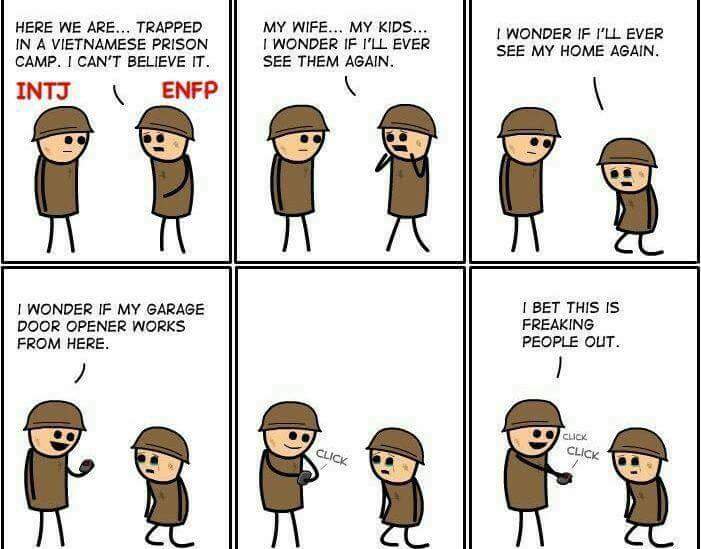 HERE WE ARE... TRAPPED
IN A VIETNAMESE PRISON
CAMP. I CAN'T BELIEVE IT.
INTJ
ENFP
MY WIFE... MY KIDS...
I WONDER IF I'LL EVER
SEE THEM AGAIN.
I WONDER IF I'LL EVER
SEE MY HOME AGAIN.
I WONDER IF MY GARAGE
DOOR OPENER WORKS
FROM HERE.
CLICK
I BET THIS IS
FREAKING
PEOPLE OUT.
CLICK
CLICK